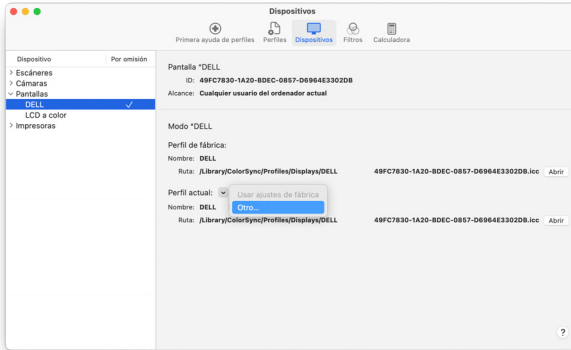 Dispositivos
Primera ayuda de perfiles Perfiles Dispositivos Filtros Calculadora
Dispositivo Por omisión
Escáneres
Cámaras
Pantallas
DELL
LCD a color
Impresoras
Pantalla "DELL
ID: 49FC7830-1A20-BDEC-0857-D6964E3302DB
Alcance: Cualquier usuario del ordenador actual
Modo "DELL
Perfil de fábrica:
Nombre: DELL
Ruta: /Library/ColorSync/Profiles/Displays/DELL 49FC7830-1A20-BDEC-0857-D6964E3302DB.icc Abrir
Perfil actual: Usar ajustes de fábrica
Nombre: DELL Otro...
Ruta: /Library/ColorSync/Profiles/Displays/DELL 49FC7830-1A20-BDEC-0857-D6964E3302DB.icc Abrir
?